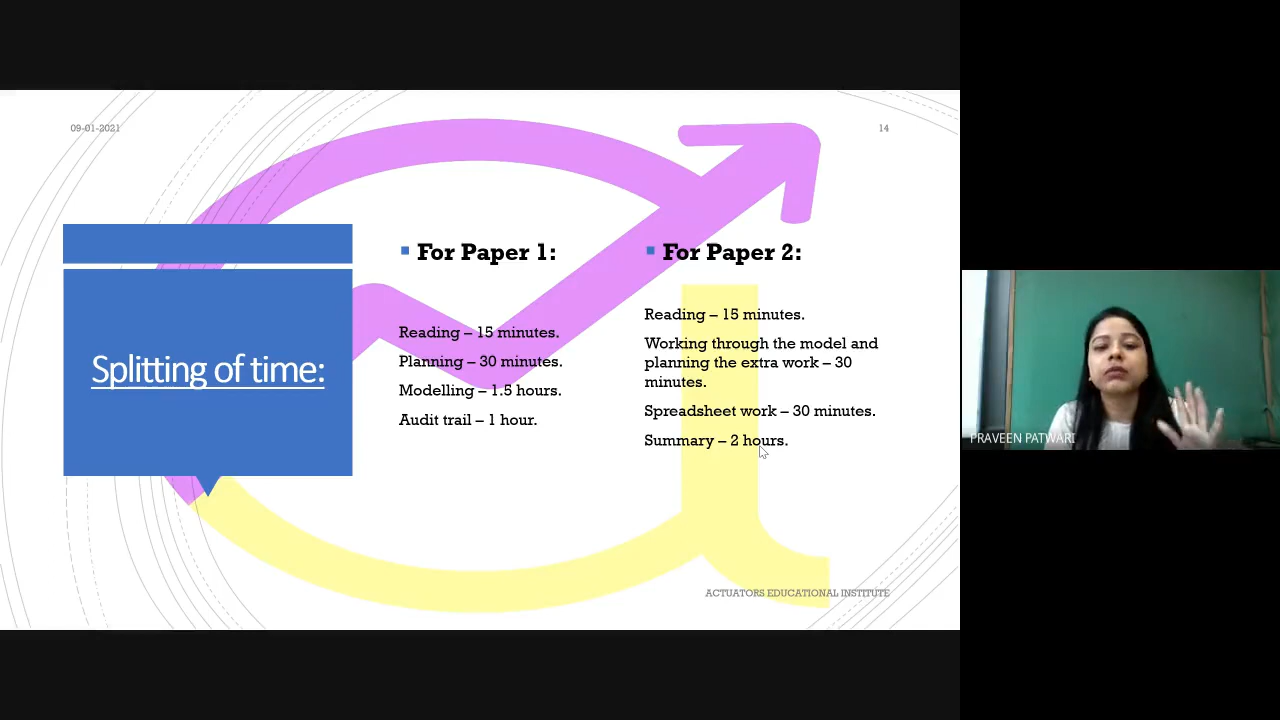 09-01-2021
14
Splitting of time:
For Paper 1:
Reading – 15 minutes.
Planning – 30 minutes.
Modelling – 1.5 hours.
Audit trail – 1 hour.
For Paper 2:
Reading – 15 minutes.
Working through the model and
planning the extra work – 30
minutes.
Spreadsheet work – 30 minutes.
Summary – 2 hours.
ACTUATORS EDUCATIONAL INSTITUTE
PRAVEEN PATWARI